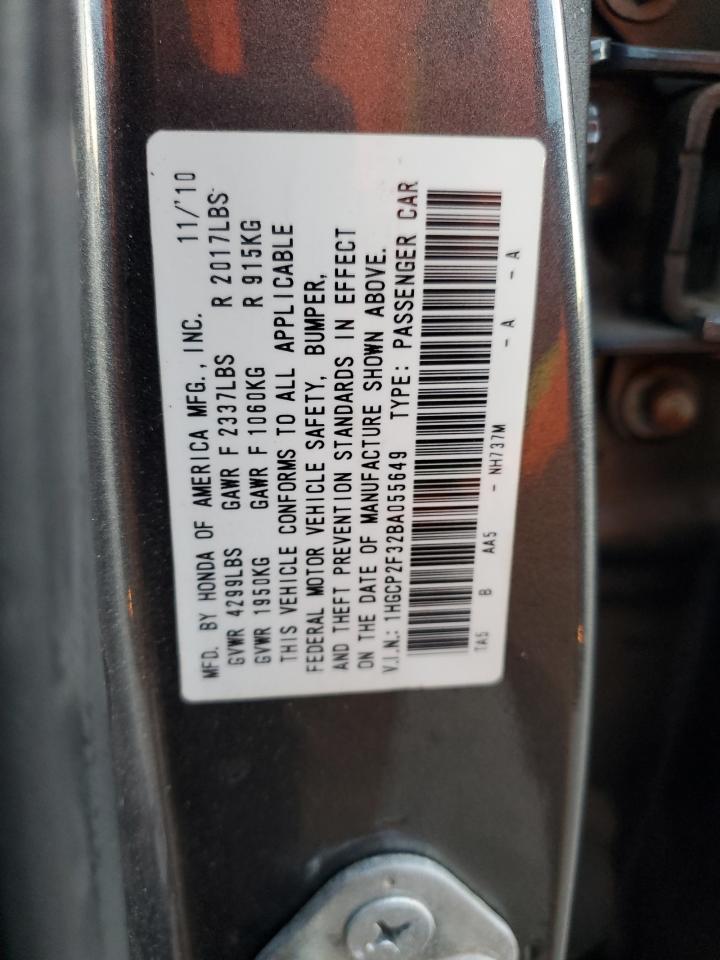 MFD. BY HONDA OF AMERICA MFG., INC. 11/'10
GVWR 4299LBS GAWR F 2337LBS R 2017LBS
GVWR 1950KG GAWR F 1060KG R 915KG
THIS VEHICLE CONFORMS TO ALL APPLICABLE
FEDERAL MOTOR VEHICLE SAFETY, BUMPER,
AND THEFT PREVENTION STANDARDS IN EFFECT
ON THE DATE OF MANUFACTURE SHOWN ABOVE.
V.I.N.: 1HGCP2F32BA055649 TYPE: PASSENGER CAR
TA5 B AA5 - NH737M - A - A